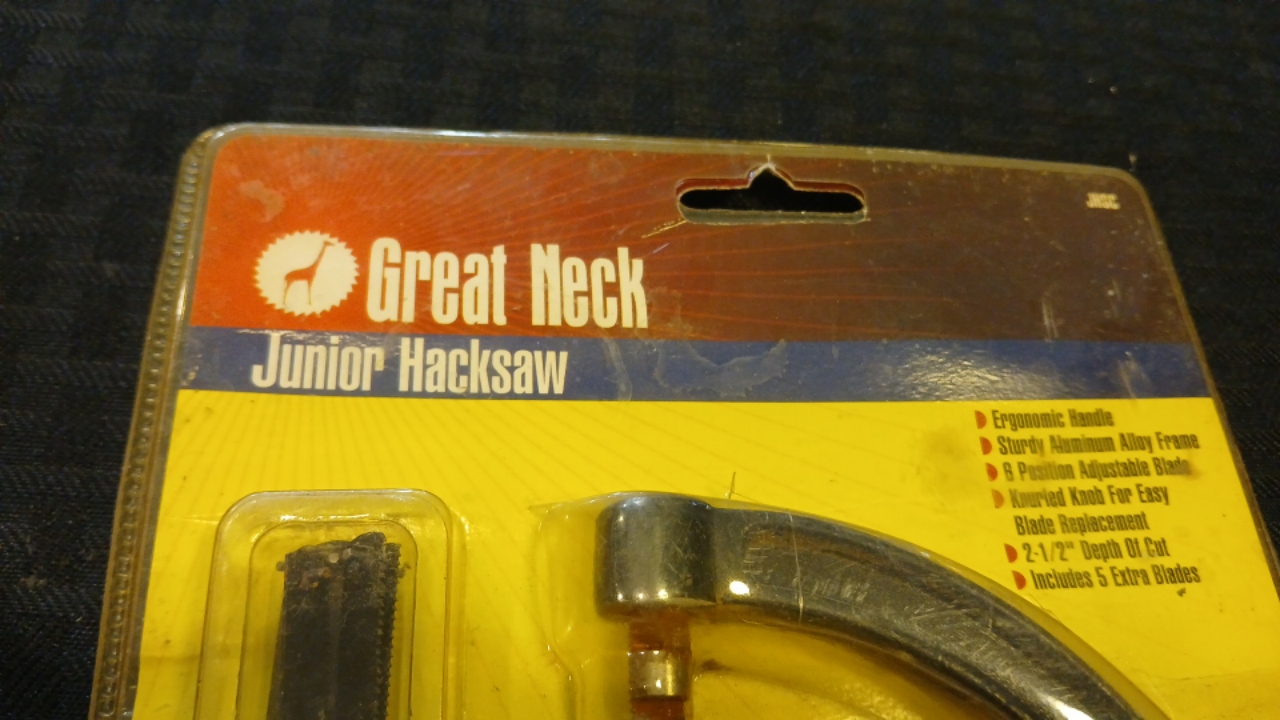 JHSC
Great Neck
Junior Hacksaw
Ergonomic Handle
Sturdy Aluminum Alloy Frame
6 Position Adjustable Blade
Knurled Knob For Easy
Blade Replacement
2-1/2" Depth Of Cut
Includes 5 Extra Blades